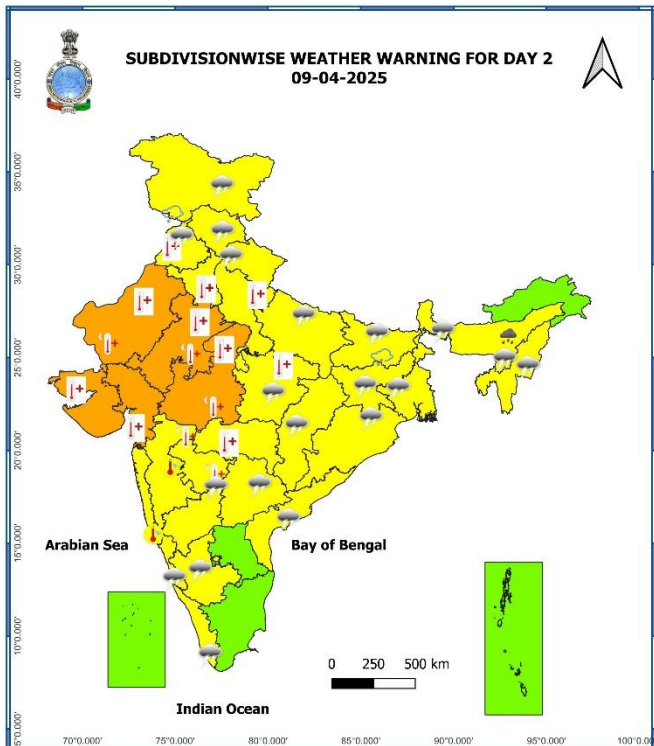 SUBDIVISIONWISE WEATHER WARNING FOR DAY 2
09-04-2025
40°0.000'
35°0.000'
30°0.000'
25°0.000'
20°0.000'
15°0.000'
10°0.000'
5°0.000'
Arabian Sea
Bay of Bengal
0 250 500 km
Indian Ocean
70°0.000' 75°0.000' 80°0.000' 85°0.000' 90°0.000' 95°0.000' 100°0.00